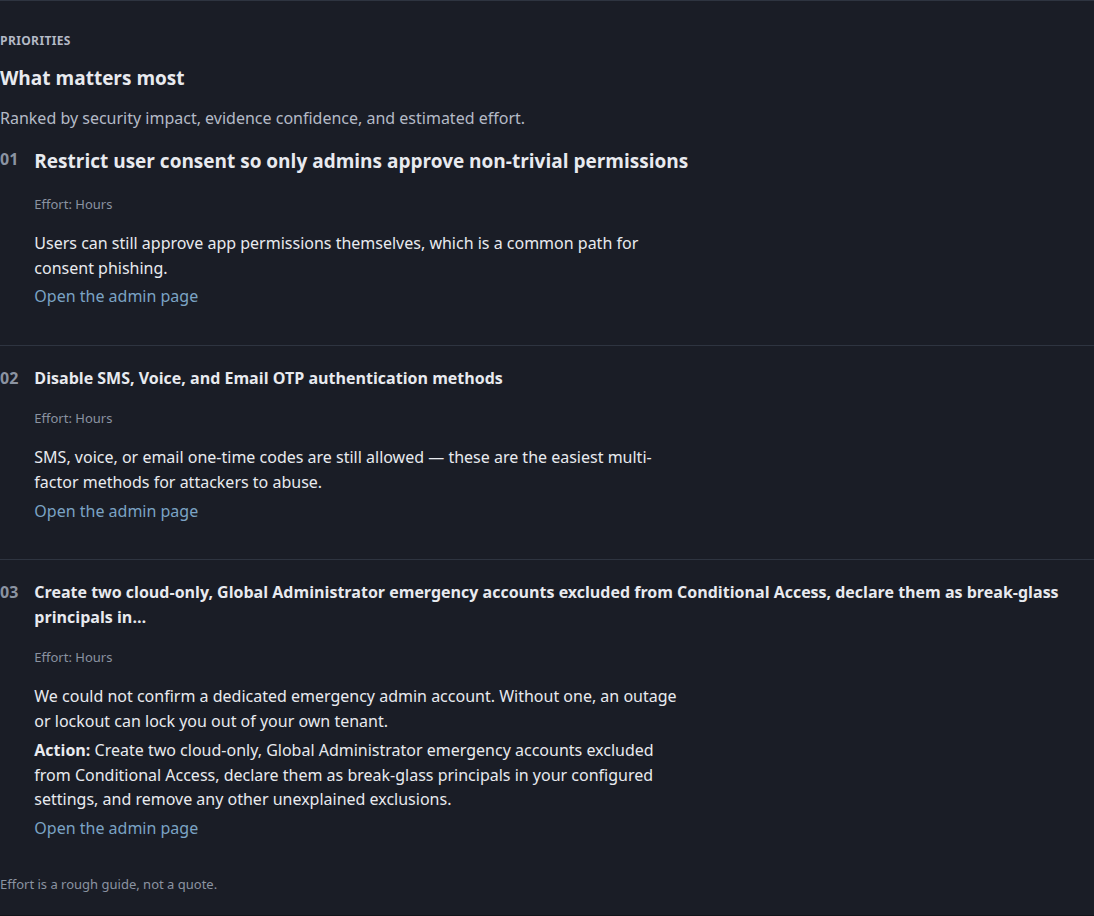 PRIORITIES
What matters most
Ranked by security impact, evidence confidence, and estimated effort.
01 Restrict user consent so only admins approve non-trivial permissions
Effort: Hours
Users can still approve app permissions themselves, which is a common path for
consent phishing.
Open the admin page
02 Disable SMS, Voice, and Email OTP authentication methods
Effort: Hours
SMS, voice, or email one-time codes are still allowed — these are the easiest multi-
factor methods for attackers to abuse.
Open the admin page
03 Create two cloud-only, Global Administrator emergency accounts excluded from Conditional Access, declare them as break-glass
principals in...
Effort: Hours
We could not confirm a dedicated emergency admin account. Without one, an outage
or lockout can lock you out of your own tenant.
Action: Create two cloud-only, Global Administrator emergency accounts excluded
from Conditional Access, declare them as break-glass principals in your configured
settings, and remove any other unexplained exclusions.
Open the admin page
Effort is a rough guide, not a quote.